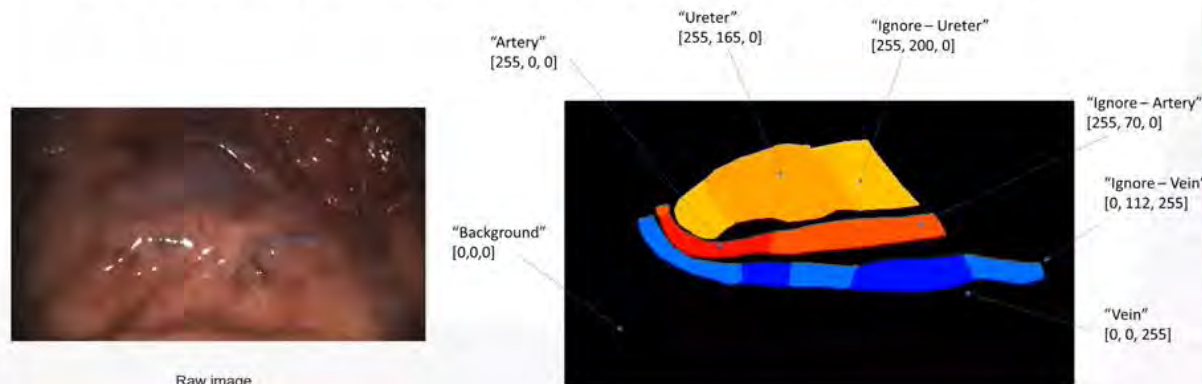 “Ureter”
[255, 165, 0]
“Ignore – Ureter”
[255, 200, 0]
“Artery”
[255, 0, 0]
“Ignore – Artery”
[255, 70, 0]
“Ignore – Vein”
[0, 112, 255]
“Background”
[0,0,0]
“Vein”
[0, 0, 255]
Raw image